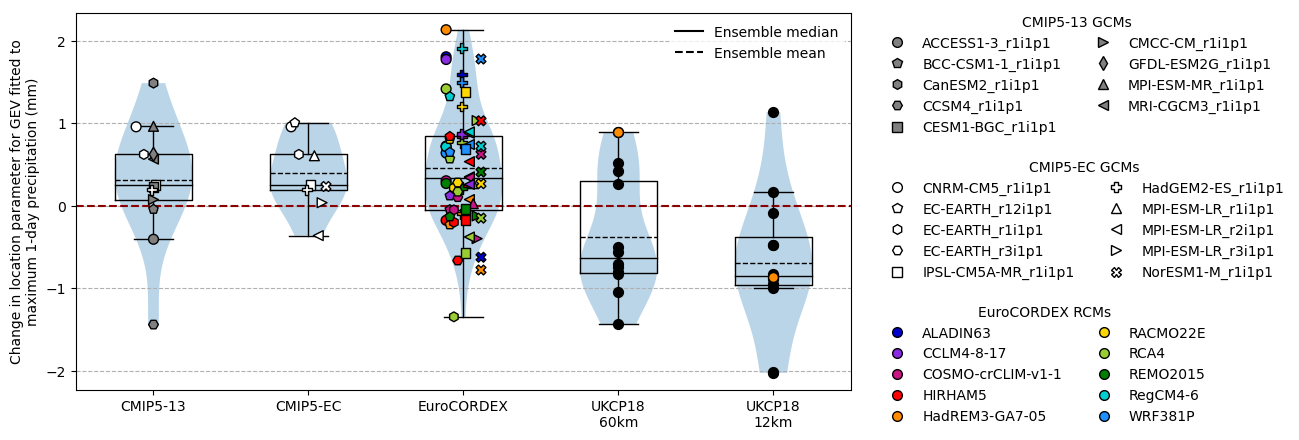 Change in location parameter for GEV fitted to
maximum 1-day precipitation (mm)
2
1
0
−1
−2
Ensemble median
Ensemble mean
CMIP5-13
CMIP5-EC
EuroCORDEX
UKCP18
60km
UKCP18
12km
CMIP5-13 GCMs
ACCESS1-3_r1i1p1
BCC-CSM1-1_r1i1p1
CanESM2_r1i1p1
CCSM4_r1i1p1
CESM1-BGC_r1i1p1
CMCC-CM_r1i1p1
GFDL-ESM2G_r1i1p1
MPI-ESM-MR_r1i1p1
MRI-CGCM3_r1i1p1
CMIP5-EC GCMs
CNRM-CM5_r1i1p1
EC-EARTH_r12i1p1
EC-EARTH_r1i1p1
EC-EARTH_r3i1p1
IPSL-CM5A-MR_r1i1p1
HadGEM2-ES_r1i1p1
MPI-ESM-LR_r1i1p1
MPI-ESM-LR_r2i1p1
MPI-ESM-LR_r3i1p1
NorESM1-M_r1i1p1
EuroCORDEX RCMs
ALADIN63
CCLM4-8-17
COSMO-crCLIM-v1-1
HIRHAM5
HadREM3-GA7-05
RACMO22E
RCA4
REMO2015
RegCM4-6
WRF381P